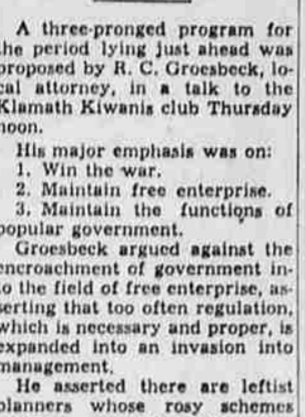 A three-pronged program for
the period lying just ahead was
proposed by R. C. Groesbeck, lo-
cal attorney, in a talk to the
Klamath Kiwanis club Thursday
noon.
His major emphasis was on:
1. Win the war.
2. Maintain free enterprise.
3. Maintain the functions of
popular government.
Groesbeck argued against the
encroachment of government in-
to the field of free enterprise, as-
serting that too often regulation,
which is necessary and proper, is
expanded into an invasion into
management.
He asserted there are leftist
planners whose rosy schemes